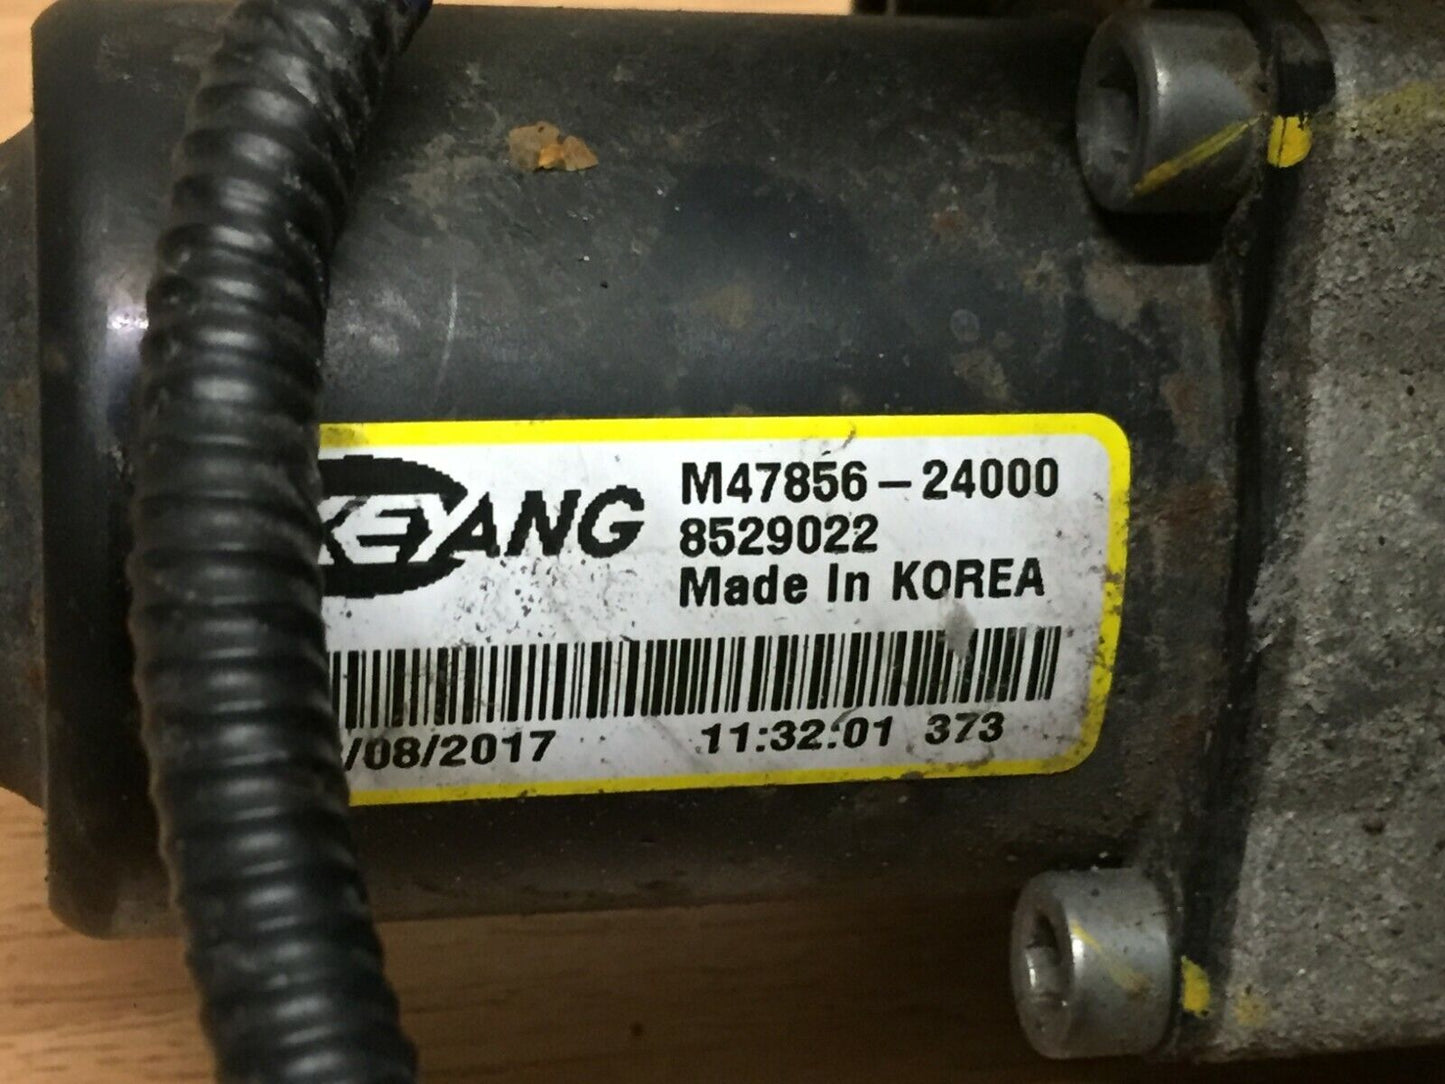 KEYANG
M47856-24000
8529022
Made In KOREA
/08/2017 11:32:01 373